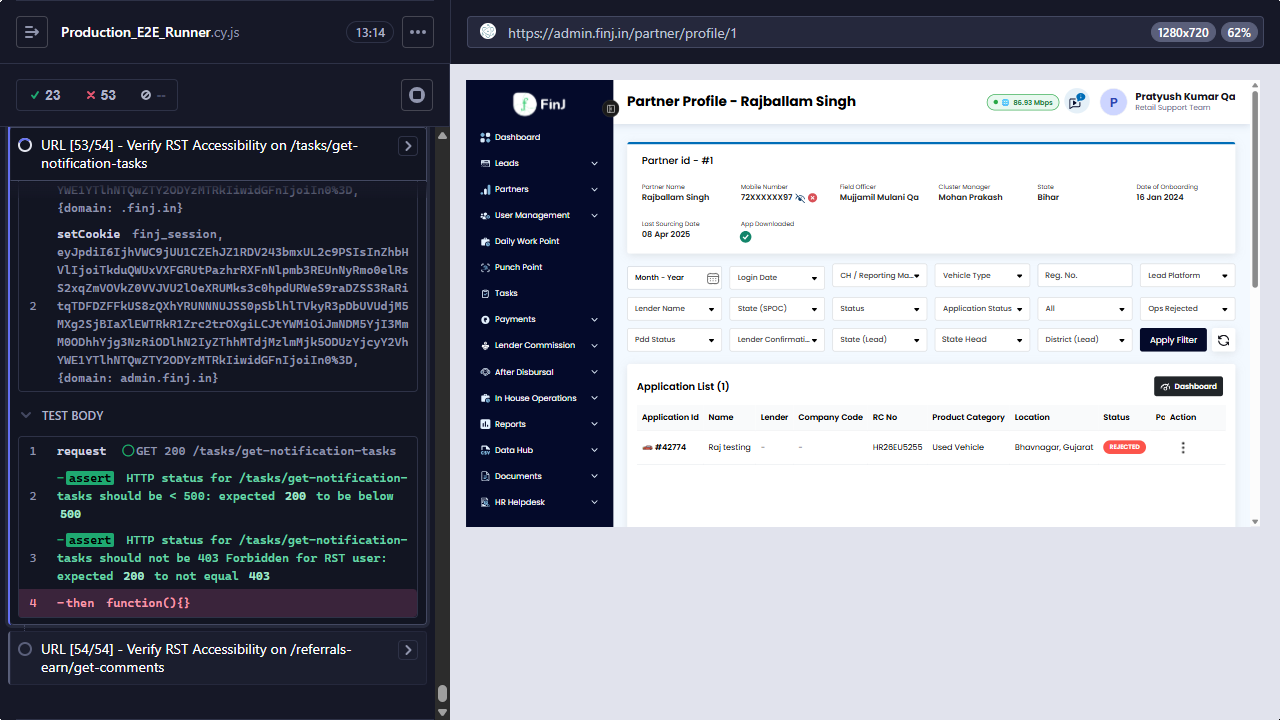 Production_E2E_Runner.cy.js
13:14
23
53
--
URL [53/54] - Verify RST Accessibility on /tasks/get-
notification-tasks
YWE1YTlhNTQwZTY2ODYzMTRkIiwidGFnIjoiIn0%3D,
{domain: .finj.in}
setCookie finj_session,
2
{domain: admin.finj.in}
TEST BODY
1 request GET 200 /tasks/get-notification-tasks
-assert HTTP status for /tasks/get-notification-
2 tasks should be < 500: expected 200 to be below
500
-assert HTTP status for /tasks/get-notification-
3 tasks should not be 403 Forbidden for RST user:
expected 200 to not equal 403
4 -then function(){}
URL [54/54] - Verify RST Accessibility on /referrals-
earn/get-comments
https://admin.finj.in/partner/profile/1
1280x720
62%
FinJ
Dashboard
Leads
Partners
User Management
Daily Work Point
Punch Point
Tasks
Payments
Lender Commission
After Disbursal
In House Operations
Reports
Data Hub
Documents
HR Helpdesk
Partner Profile - Rajballam Singh
86.93 Mbps
P
Pratyush Kumar Qa
Retail Support Team
Partner id - #1
Partner Name Mobile Number Field Officer Cluster Manager State Date of Onboarding
Rajballam Singh 72XXXXXX97 Mujjamil Mulani Qa Mohan Prakash Bihar 16 Jan 2024
Last Sourcing Date App Downloaded
08 Apr 2025
Month - Year Login Date CH / Reporting Ma... Vehicle Type Reg. No. Lead Platform
Lender Name State (SPOC) Status Application Status All Ops Rejected
Pdd Status Lender Confirmati... State (Lead) State Head District (Lead) Apply Filter
Application List (1)
Dashboard
Application Id Name Lender Company Code RC No Product Category Location Status Pc Action
#42774 Raj testing - - HR26EU5255 Used Vehicle Bhavnagar, Gujarat REJECTED